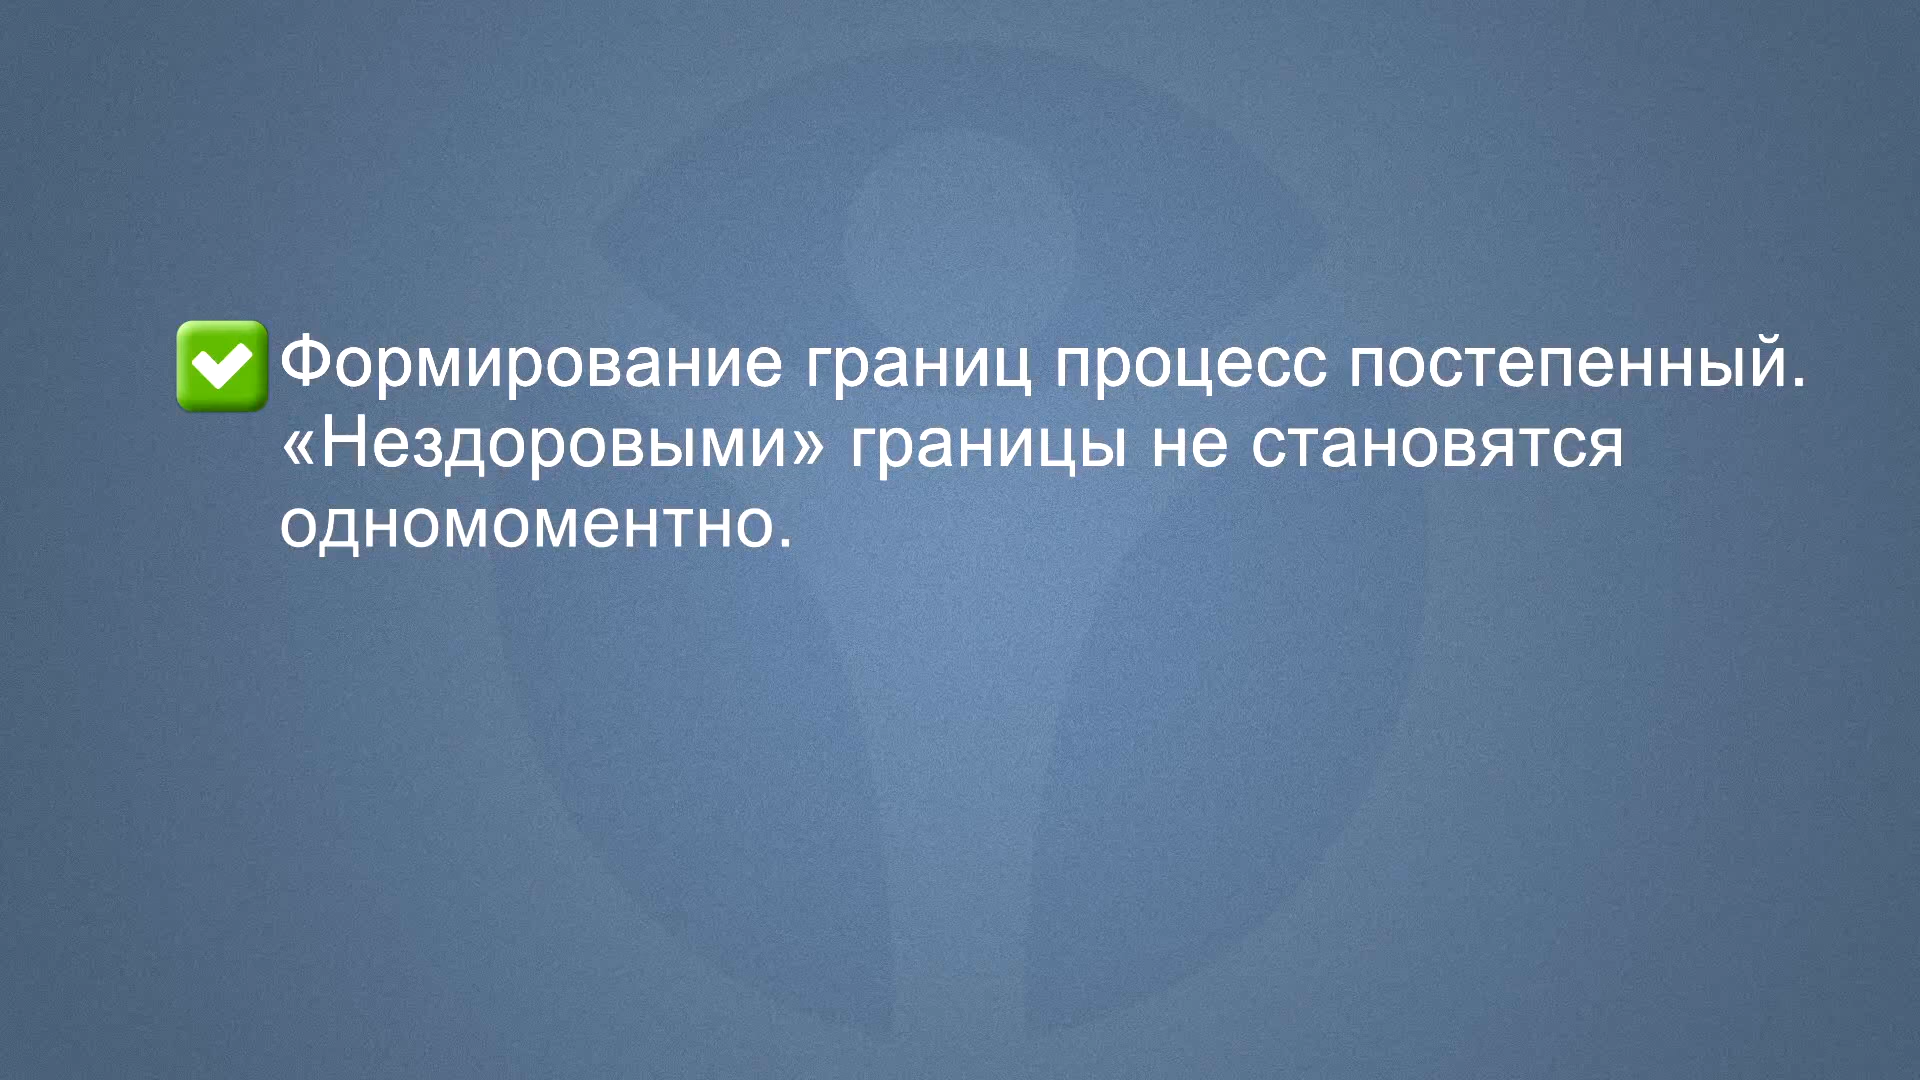 Формирование границ процесс постепенный.
«Нездоровыми» границы не становятся
одномоментно.